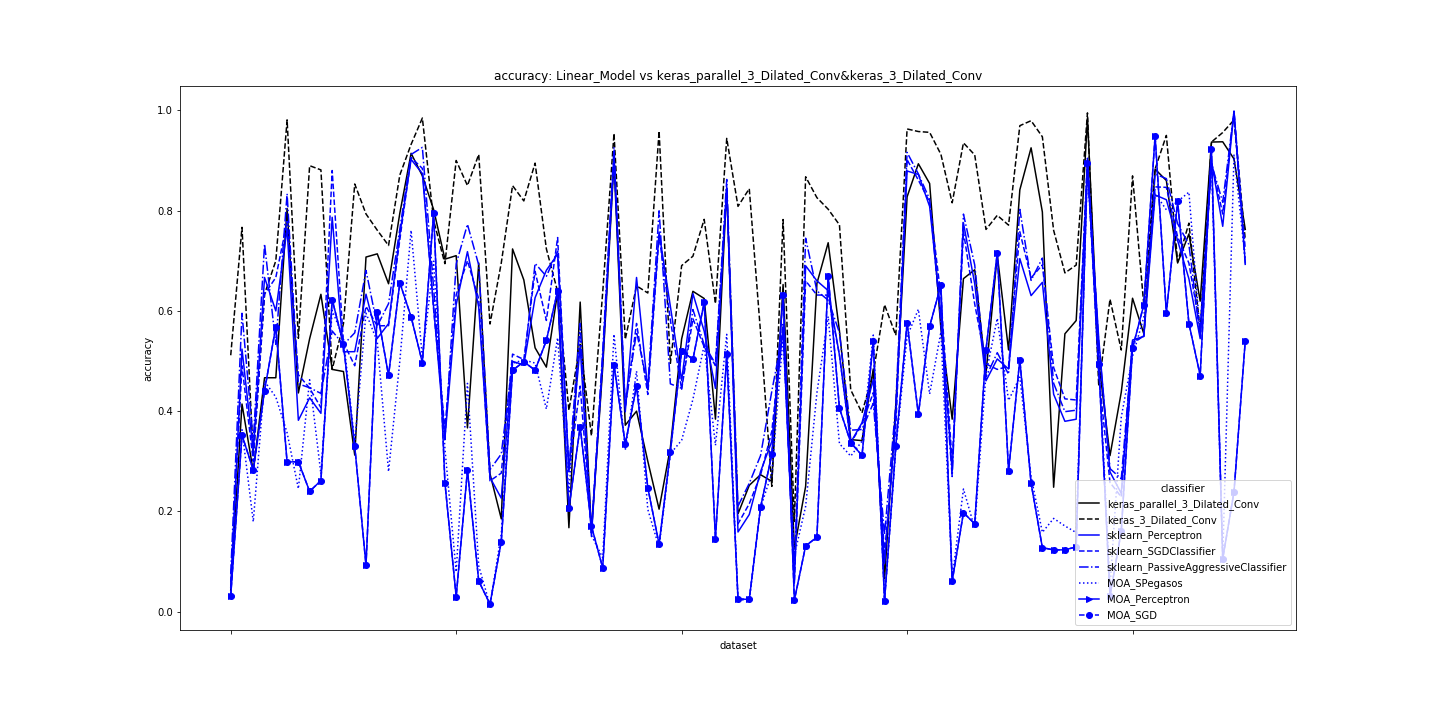 accuracy: Linear_Model vs keras_parallel_3_Dilated_Conv&keras_3_Dilated_Conv
1.0
0.8
0.6
0.4
0.2
0.0
accuracy
dataset
classifier
keras_parallel_3_Dilated_Conv
keras_3_Dilated_Conv
sklearn_Perceptron
sklearn_SGDClassifier
sklearn_PassiveAggressiveClassifier
MOA_SPegasos
MOA_Perceptron
MOA_SGD